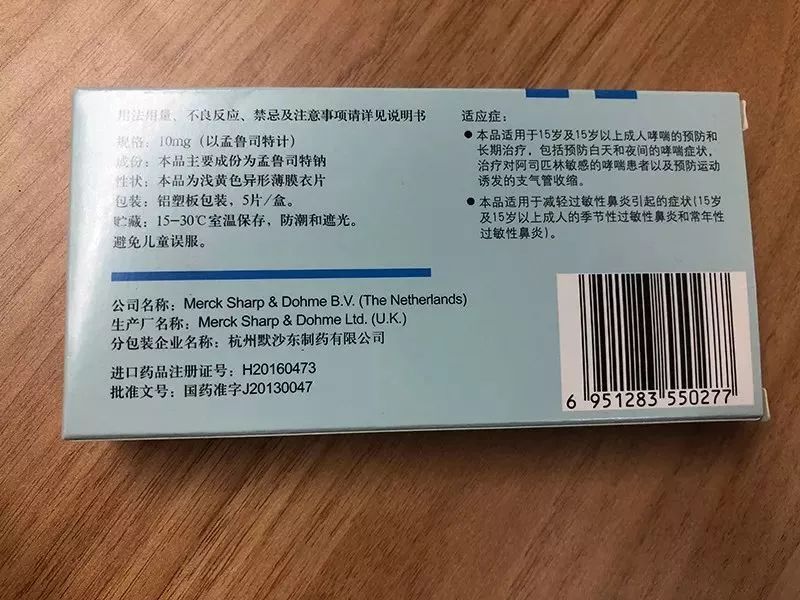 用法用量、不良反应、禁忌及注意事项请详见说明书
规格：10mg（以孟鲁司特计）
成份：本品主要成份为孟鲁司特钠
性状：本品为浅黄色异形薄膜衣片
包装：铝塑板包装，5片/盒。
贮藏：15-30℃室温保存，防潮和遮光。
避免儿童误服。
公司名称：Merck Sharp & Dohme B.V. (The Netherlands)
生产厂名称：Merck Sharp & Dohme Ltd. (U.K.)
分包装企业名称：杭州默沙东制药有限公司
进口药品注册证号：H20160473
批准文号：国药准字J20130047
适应症：
●本品适用于15岁及15岁以上成人哮喘的预防和
长期治疗，包括预防白天和夜间的哮喘症状，
治疗对阿司匹林敏感的哮喘患者以及预防运动
诱发的支气管收缩。
●本品适用于减轻过敏性鼻炎引起的症状(15岁
及15岁以上成人的季节性过敏性鼻炎和常年性
过敏性鼻炎)。
6 951283 550277